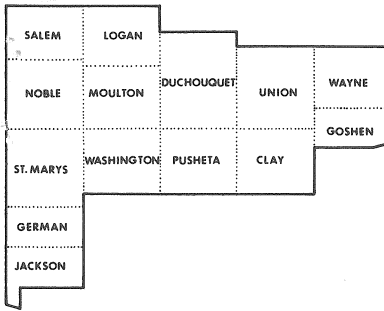 SALEM
LOGAN
DUCHOUQUET
WAYNE
NOBLE
MOULTON
UNION
GOSHEN
ST. MARYS
WASHINGTON
PUSHETA
CLAY
GERMAN
JACKSON